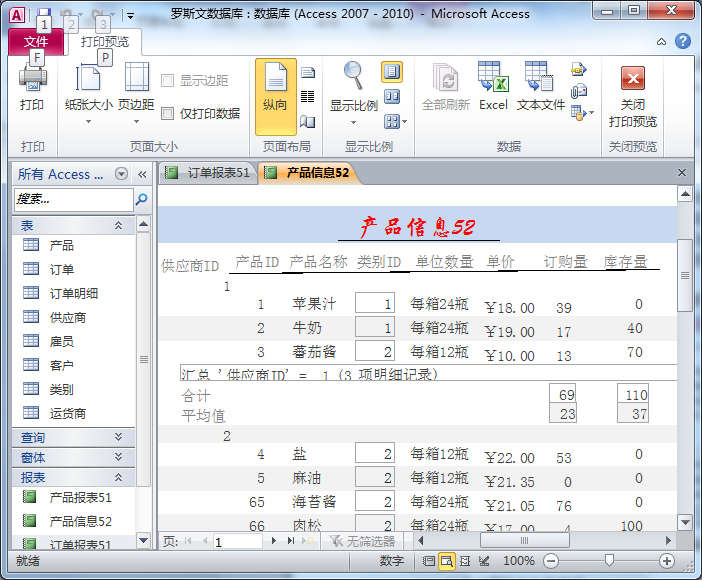 1 2 3
罗斯文数据库 : 数据库 (Access 2007 - 2010) - Microsoft Access
文件 打印预览
F P
打印 纸张大小 页边距 显示边距 仅打印数据 纵向 显示比例 全部刷新 Excel 文本文件 关闭打印预览
打印 页面大小 页面布局 显示比例 数据 关闭预览
所有 Access ...
搜索...
表
产品
订单
订单明细
供应商
雇员
客户
类别
运货商
查询
窗体
报表
产品报表51
产品信息52
订单报表51
订单报表51 产品信息52
产品信息52
供应商ID 产品ID 产品名称 类别ID 单位数量 单价 订购量 库存量
1
1 苹果汁 1 每箱24瓶 ¥18.00 39 0
2 牛奶 1 每箱24瓶 ¥19.00 17 40
3 蕃茄酱 2 每箱12瓶 ¥10.00 13 70
汇总 '供应商ID' = 1 (3 项明细记录)
合计 69 110
平均值 23 37
2
4 盐 2 每箱12瓶 ¥22.00 53 0
5 麻油 2 每箱12瓶 ¥21.35 0 0
65 海苔酱 2 每箱24瓶 ¥21.05 76 0
66 肉松 2 每箱24瓶 ¥17.00 4 100
页: 1 无筛选器
就绪 数字 100%